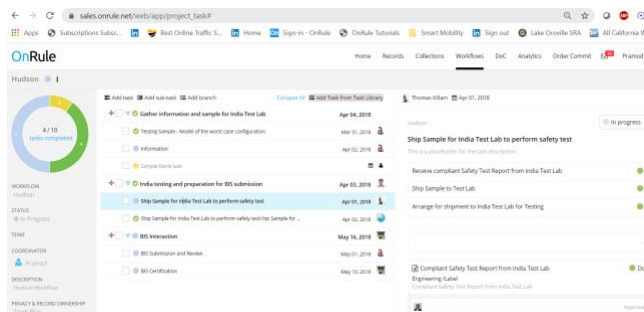 sales.onrule.net/web/app/project_task#
Apps Subscriptions Subsc... Best Online Traffic S... Home Sign-in - OnRule OnRule Tutorials Smart Mobility Sign out Lake Oroville SRA All California W
OnRule
Home Records Collections Workflows DoC Analytics Order Commit Pramod
Hudson
Add task Add sub-task Add branch Collapse All Add Task from Task Library
Thomas Killam Apr 01, 2018
4 / 10
tasks completed
Gather information and sample for India Test Lab Apr 04, 2018
Testing Sample - Model of the worst case configuration Mar 31, 2018
Information Apr 02, 2018
Sample blank task
India testing and preparation for BIS submission Apr 03, 2018
Ship Sample for India Test Lab to perform safety test Apr 01, 2018
Ship Sample for India Test Lab to perform safety test hip Sample for ... Apr 02, 2018
BIS Interaction May 16, 2018
BIS Submission and Review May 01, 2018
BIS Certification May 10, 2018
WORKFLOW
Hudson
STATUS
In Progress
TEAM
COORDINATOR
Pramod
DESCRIPTION
Hudson Workflow
PRIVACY & RECORD OWNERSHIP
Hudson
In progress
Ship Sample for India Test Lab to perform safety test
This is a placeholder for the task description.
Receive compliant Safety Test Report from India Test Lab
Ship Sample to Test Lab
Arrange for shipment to India Test Lab for Testing
Compliant Safety Test Report from India Test Lab
Engineering /Label
Compliant Safety Test Report from India Test Lab